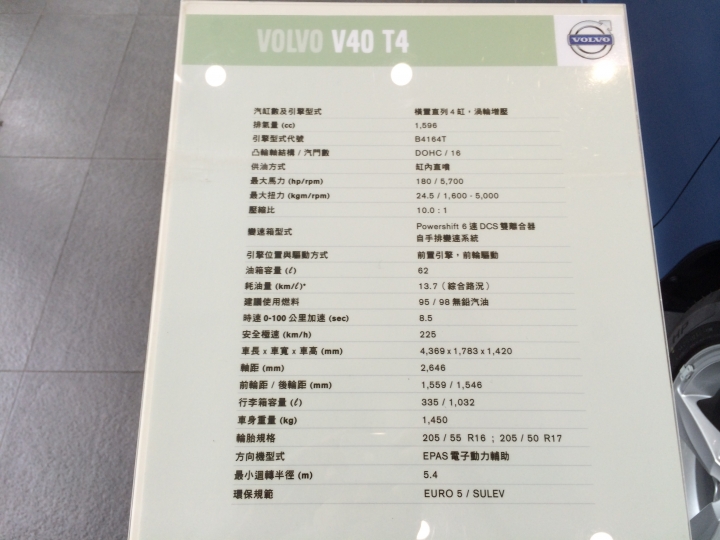 VOLVO V40 T4
VOLVO
汽缸數及引擎型式 橫置直列4缸，渦輪增壓
排氣量 (cc) 1,596
引擎型式代號 B4164T
凸輪軸結構 / 汽門數 DOHC / 16
供油方式 缸內直噴
最大馬力 (hp/rpm) 180 / 5,700
最大扭力 (kgm/rpm) 24.5 / 1,600 - 5,000
壓縮比 10.0 : 1
變速箱型式 Powershift 6 速 DCS 雙離合器
自手排變速系統
引擎位置與驅動方式 前置引擎，前輪驅動
油箱容量 (ℓ) 62
耗油量 (km/ℓ)* 13.7（綜合路況）
建議使用燃料 95 / 98 無鉛汽油
時速 0-100 公里加速 (sec) 8.5
安全極速 (km/h) 225
車長 x 車寬 x 車高 (mm) 4,369 x 1,783 x 1,420
軸距 (mm) 2,646
前輪距 / 後輪距 (mm) 1,559 / 1,546
行李箱容量 (ℓ) 335 / 1,032
車身重量 (kg) 1,450
輪胎規格 205 / 55 R16 ; 205 / 50 R17
方向機型式 EPAS 電子動力輔助
最小迴轉半徑 (m) 5.4
環保規範 EURO 5 / SULEV